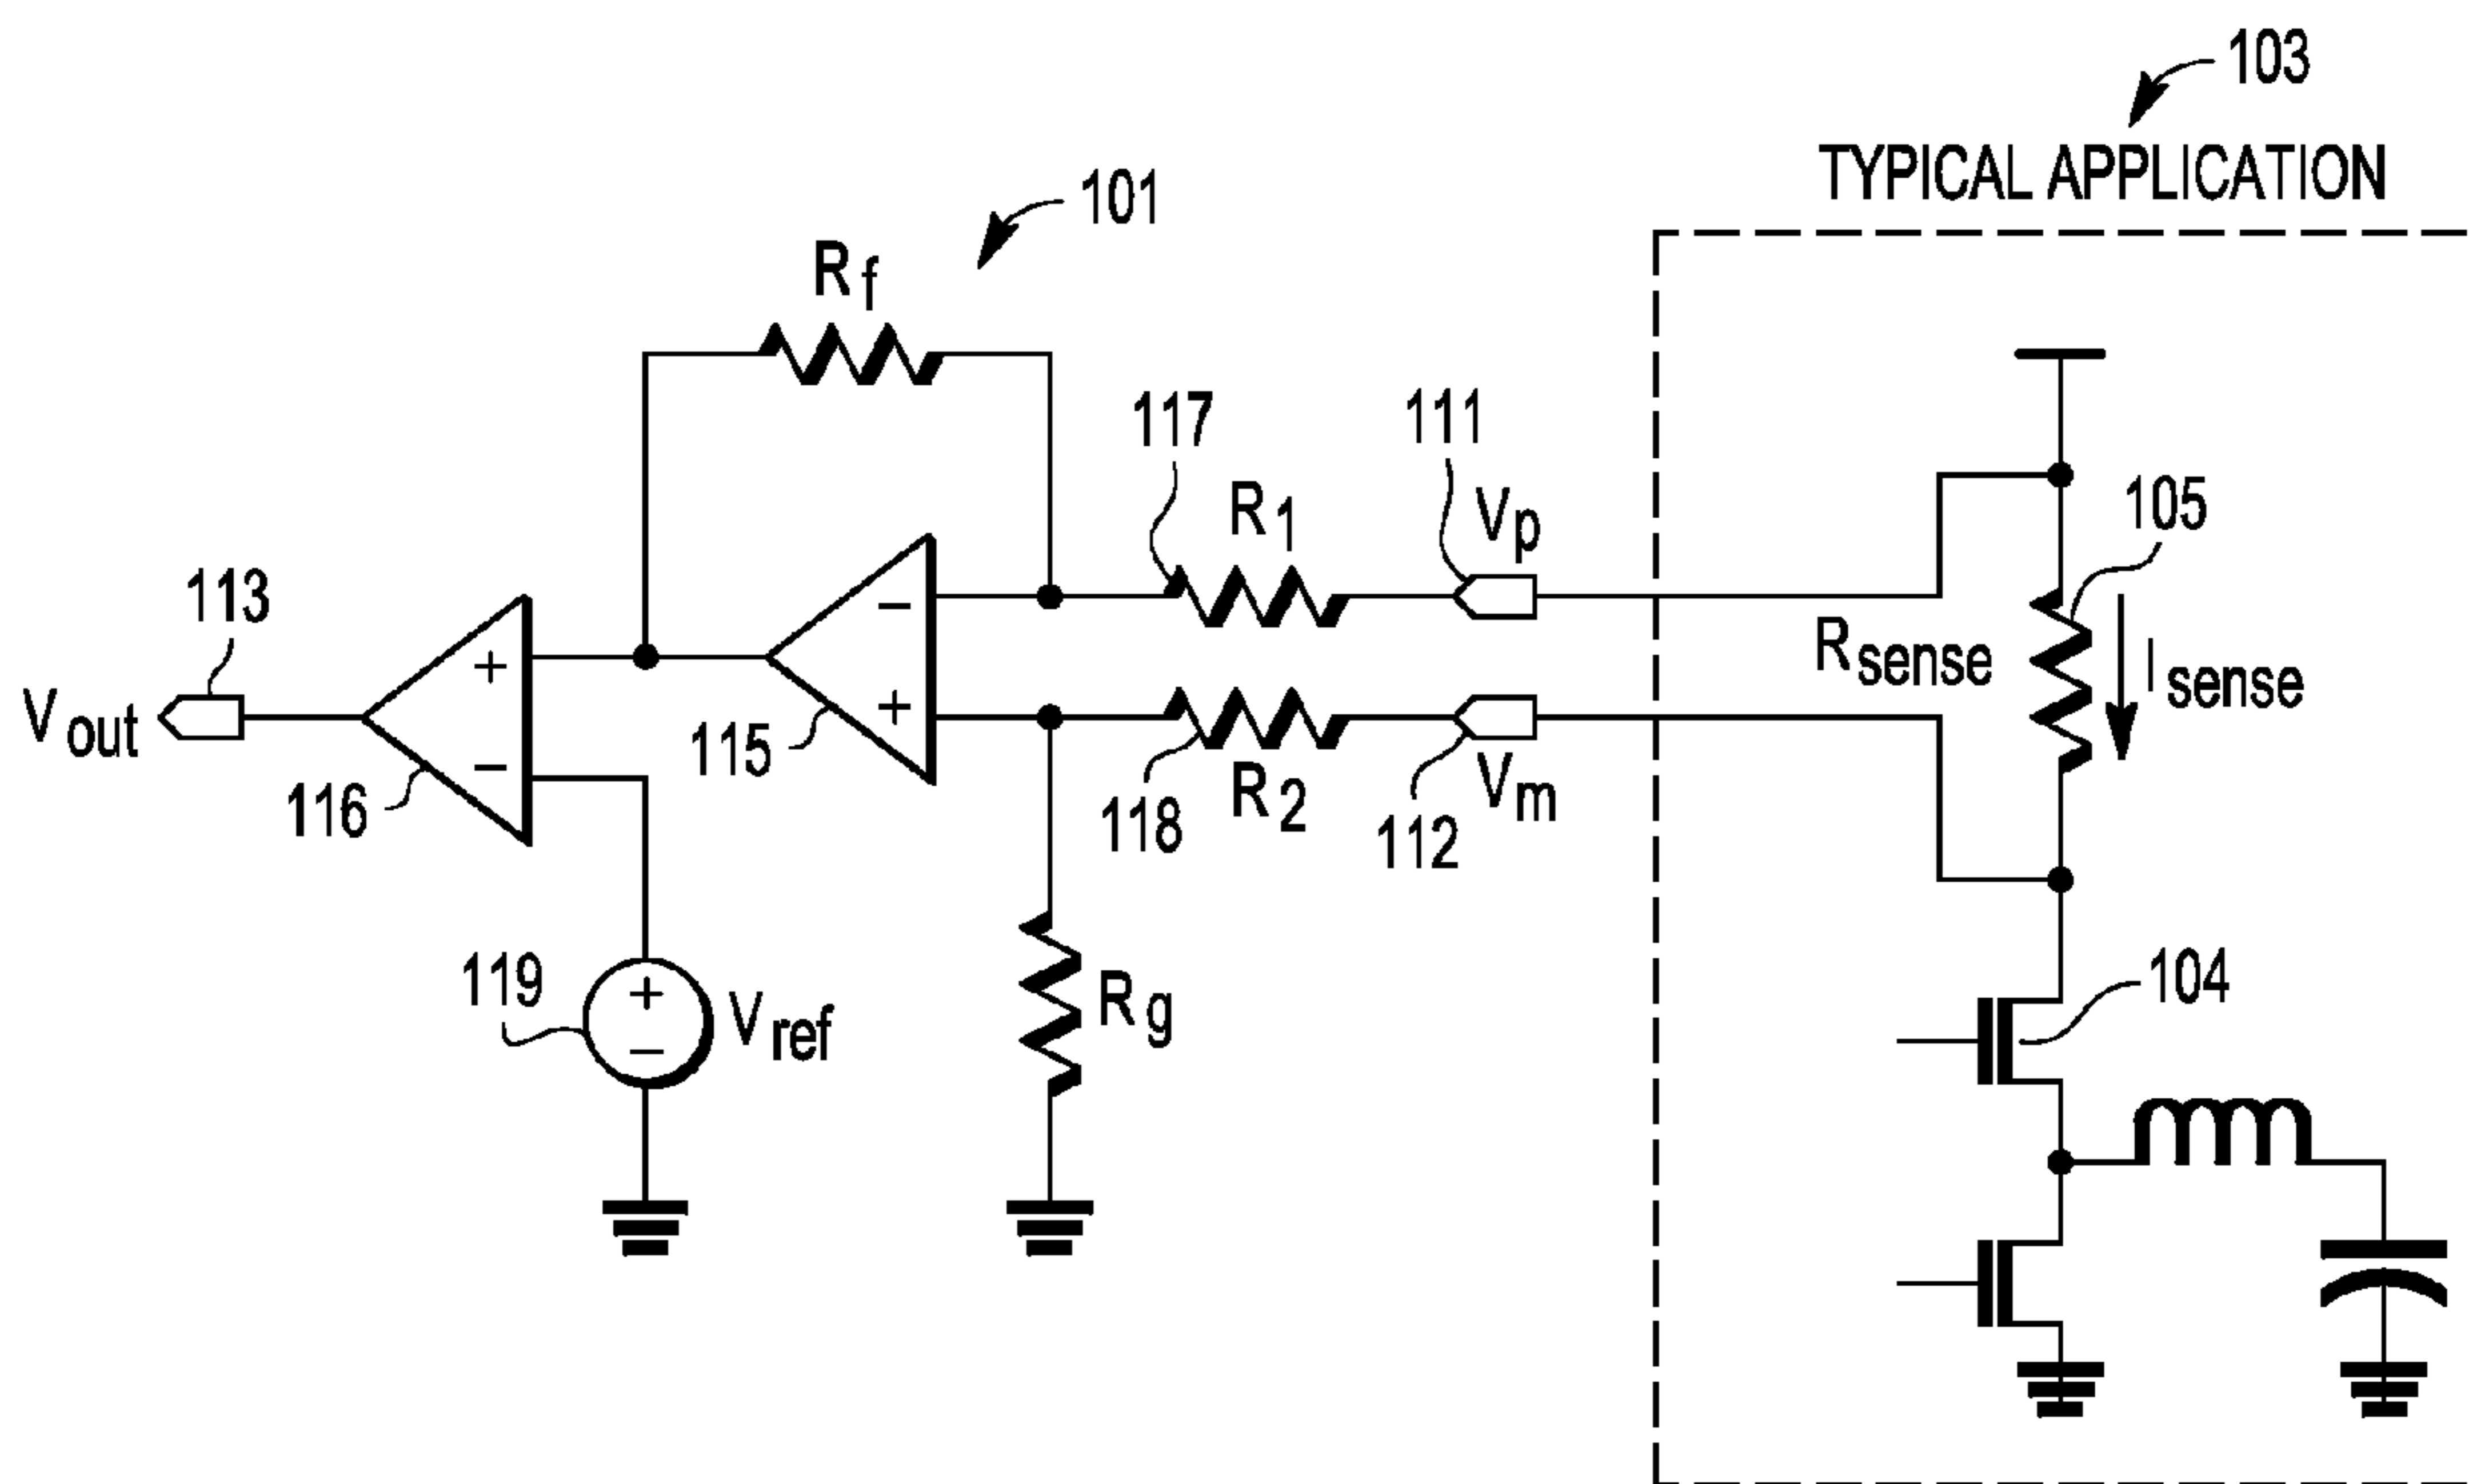 103
TYPICAL APPLICATION
101
Rf
117
111
R1
Vp
105
113
Rsense
Isense
Vout
+
−
−
+
115
116
118
R2
112
Vm
119
+
−
Vref
Rg
104